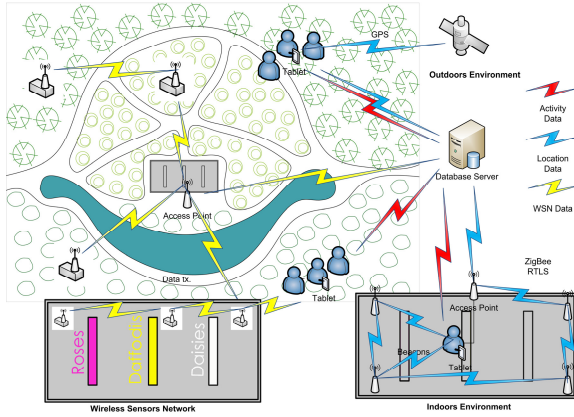 GPS
Tablet
Outdoors Environment
Activity
Data
Location
Data
WSN Data
Database Server
Access Point
Data tx.
Tablet
ZigBee
RTLS
Access Point
Beacons
Tablet
Roses
Daffodils
Daisies
Wireless Sensors Network
Indoors Environment